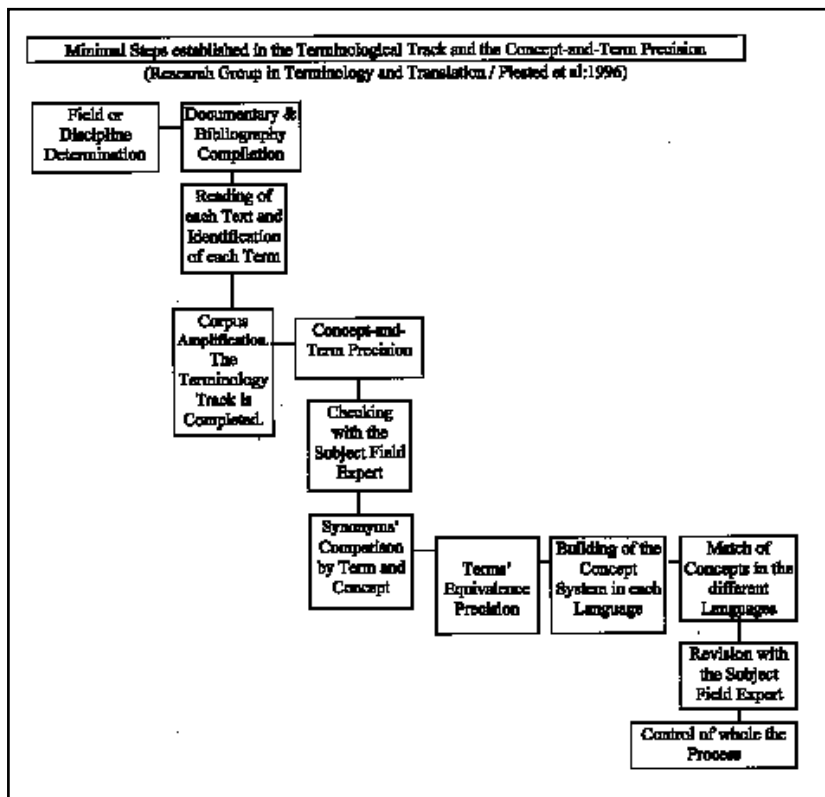 Minimal Steps established in the Terminological Track and the Concept-and-Term Precision
(Research Group in Terminology and Translation / Plested et al:1996)
Field or
Discipline
Determination
Documentary &
Bibliography
Compilation
Reading of
each Text and
Identification
of each Term
Corpus
Amplification.
The
Terminology
Track is
Completed.
Concept-and-
Term Precision
Checking
with the
Subject Field
Expert
Synonyms'
Comparison
by Term and
Concept
Terms'
Equivalence
Precision
Building of the
Concept
System in each
Language
Match of
Concepts in the
different
Languages
Revision with
the Subject
Field Expert
Control of whole the
Process